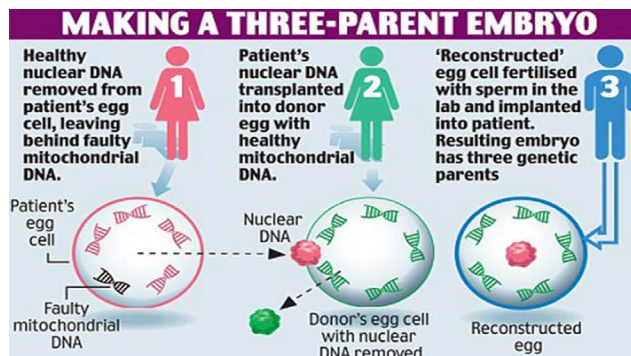 MAKING A THREE-PARENT EMBRYO
Healthy
nuclear DNA
removed from
patient's egg
cell, leaving
behind faulty
mitochondrial
DNA.
1
Patient's
nuclear DNA
transplanted
into donor
egg with
healthy
mitochondrial
DNA.
2
'Reconstructed'
egg cell fertilised
with sperm in the
lab and implanted
into patient.
Resulting embryo
has three genetic
parents
3
Patient's
egg
cell
Faulty
mitochondrial
DNA
Nuclear
DNA
Donor's egg cell
with nuclear
DNA removed
Reconstructed
egg